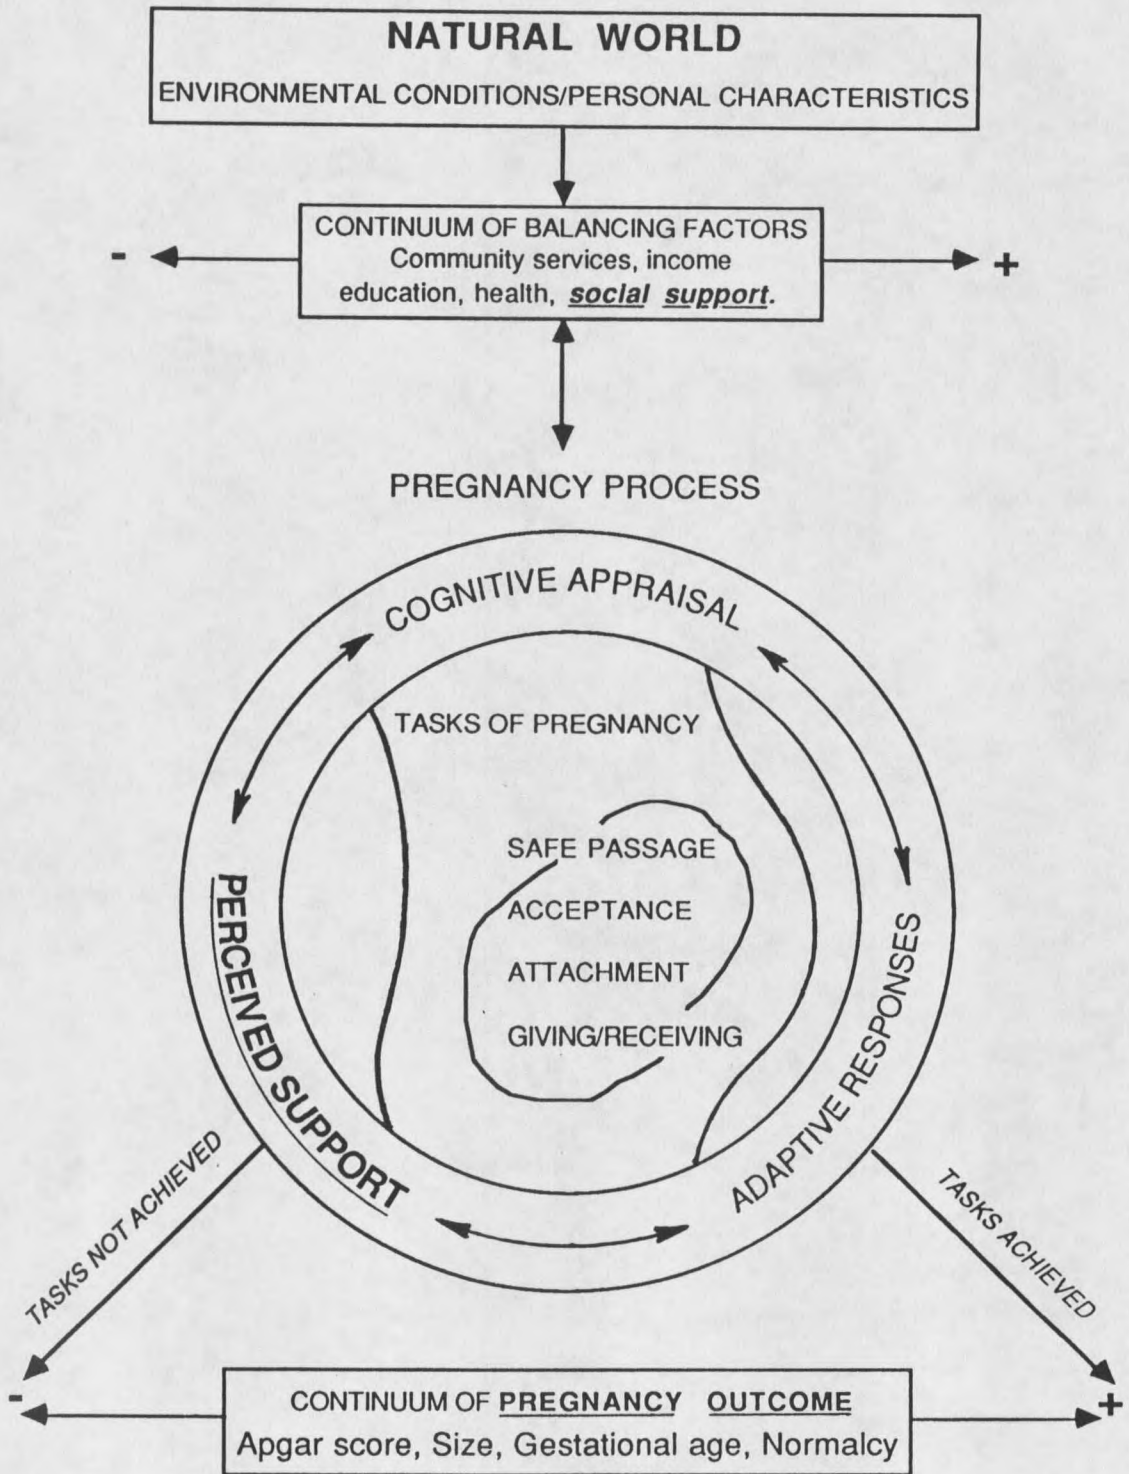 NATURAL WORLD
ENVIRONMENTAL CONDITIONS/PERSONAL CHARACTERISTICS
CONTINUUM OF BALANCING FACTORS
Community services, income
education, health, social support.
- +
PREGNANCY PROCESS
COGNITIVE APPRAISAL
TASKS OF PREGNANCY
SAFE PASSAGE
ACCEPTANCE
ATTACHMENT
GIVING/RECEIVING
PERCEIVED SUPPORT
ADAPTIVE RESPONSES
TASKS NOT ACHIEVED
TASKS ACHIEVED
- +
CONTINUUM OF PREGNANCY OUTCOME
Apgar score, Size, Gestational age, Normalcy